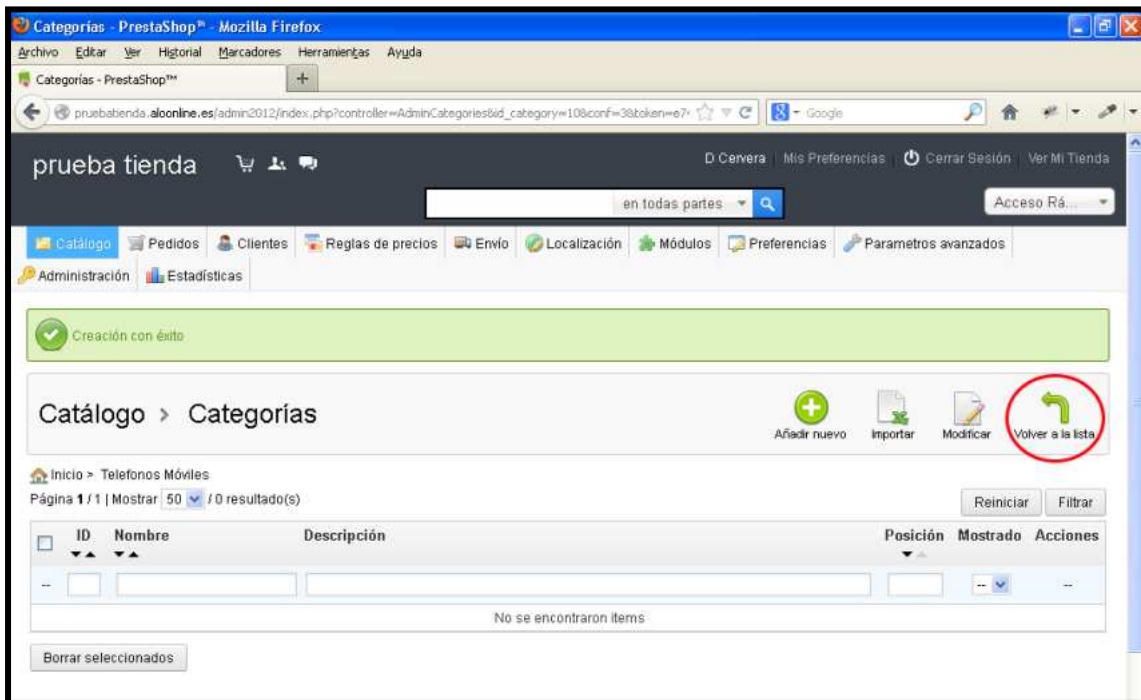 Categorías - PrestaShop™ - Mozilla Firefox
Archivo Editar Ver Historial Marcadores Herramientas Ayuda
Categorías - PrestaShop™ +
pruebatienda.aloonline.es/admin2012/index.php?controller=AdminCategories&id_category=10&conf=3&token=e7 Google
prueba tienda D Cervera Mis Preferencias Cerrar Sesión Ver Mi Tienda
en todas partes Acceso Rá...
Catálogo Pedidos Clientes Reglas de precios Envío Localización Módulos Preferencias Parametros avanzados
Administración Estadísticas
Creación con éxito
Catálogo > Categorías
Añadir nuevo Importar Modificar Volver a la lista
Inicio > Telefonos Móviles
Página 1 / 1 | Mostrar 50 / 0 resultado(s)
Reiniciar Filtrar
ID Nombre Descripción Posición Mostrado Acciones
-- -- --
No se encontraron items
Borrar seleccionados